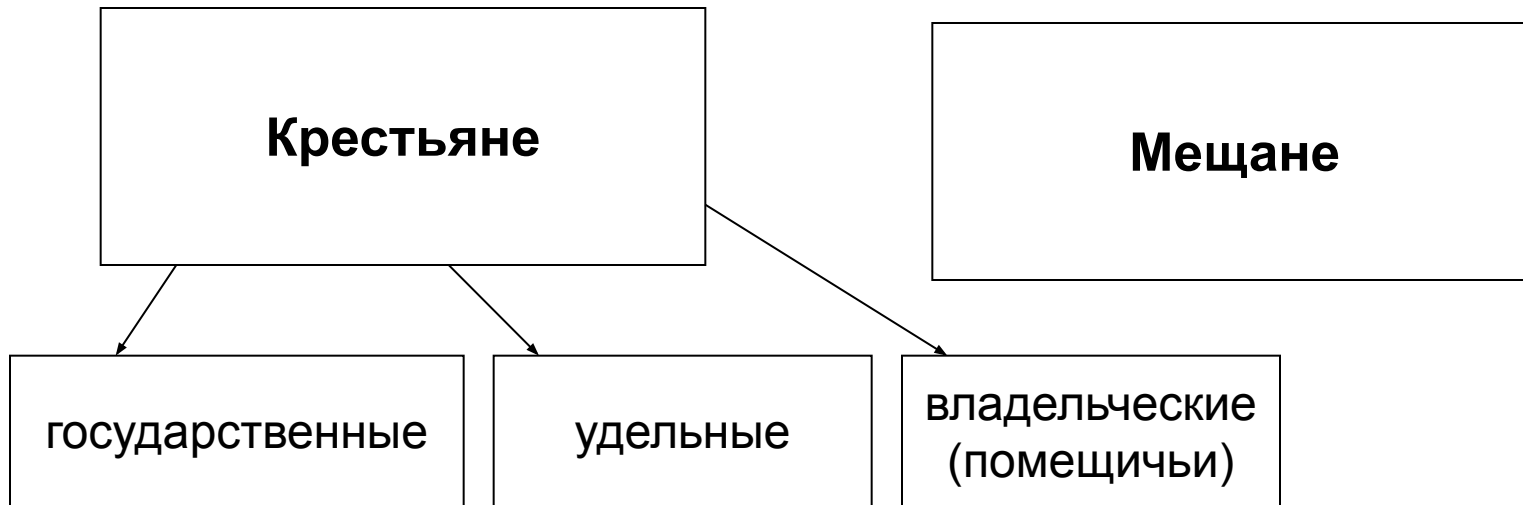 Крестьяне
Мещане
государственные
удельные
владельческие
(помещичьи)